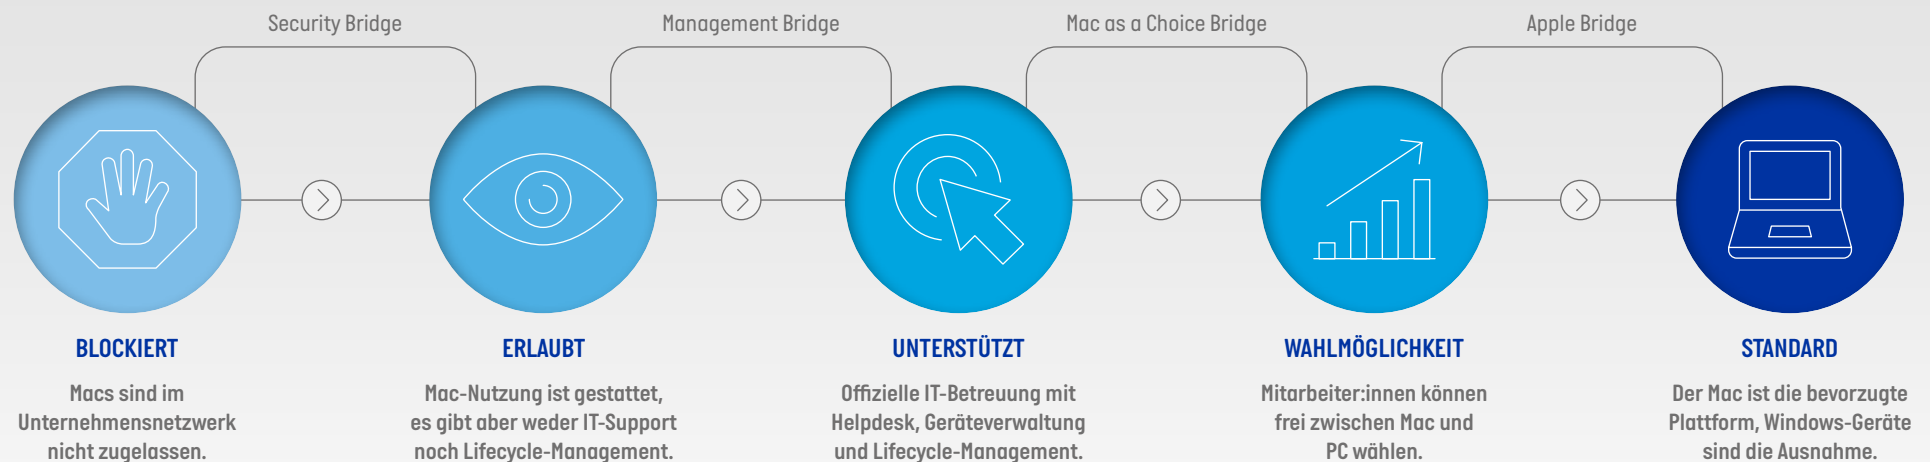 Security Bridge
Management Bridge
Mac as a Choice Bridge
Apple Bridge
BLOCKIERT
Macs sind im
Unternehmensnetzwerk
nicht zugelassen.
ERLAUBT
Mac-Nutzung ist gestattet,
es gibt aber weder IT-Support
noch Lifecycle-Management.
UNTERSTÜTZT
Offizielle IT-Betreuung mit
Helpdesk, Geräteverwaltung
und Lifecycle-Management.
WAHLMÖGLICHKEIT
Mitarbeiter:innen können
frei zwischen Mac und
PC wählen.
STANDARD
Der Mac ist die bevorzugte
Plattform, Windows-Geräte
sind die Ausnahme.